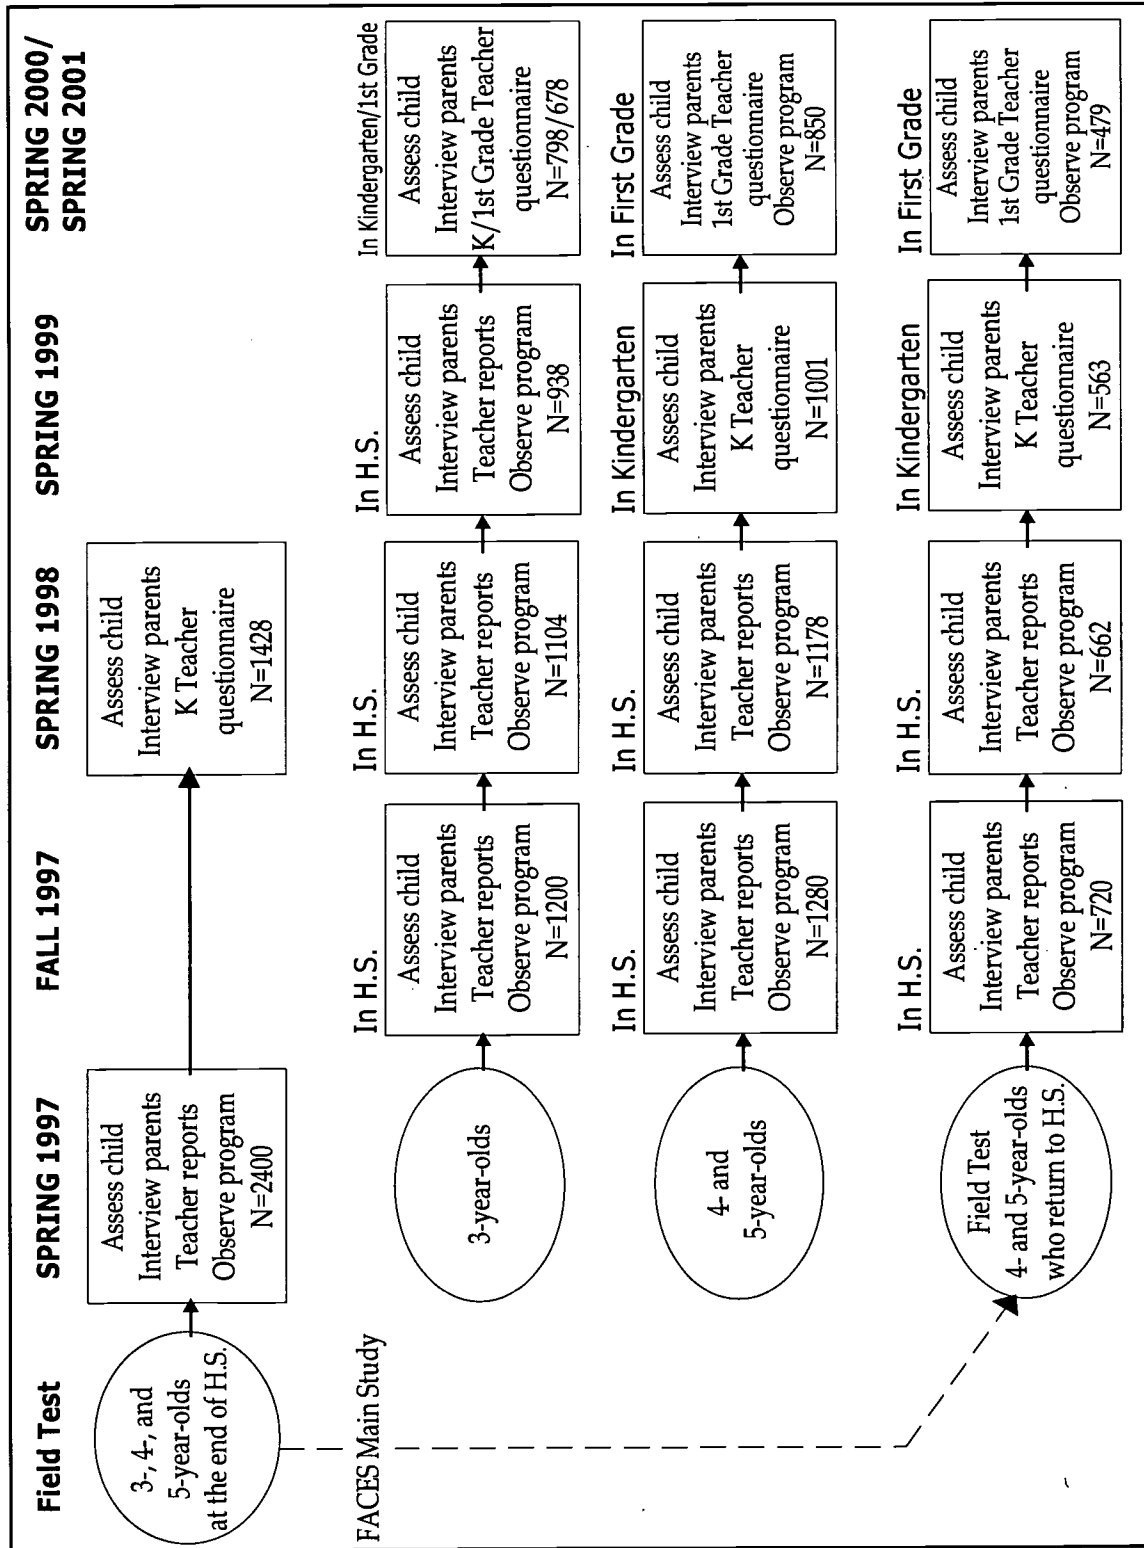 Field Test
SPRING 1997
FALL 1997
SPRING 1998
SPRING 1999
SPRING 2000/
SPRING 2001
3-, 4-, and
5-year-olds
at the end of H.S.
Assess child
Interview parents
Teacher reports
Observe program
N=2400
Assess child
Interview parents
K Teacher
questionnaire
N=1428
FACES Main Study
3-year-olds
In H.S.
Assess child
Interview parents
Teacher reports
Observe program
N=1200
In H.S.
Assess child
Interview parents
Teacher reports
Observe program
N=1104
In H.S.
Assess child
Interview parents
Teacher reports
Observe program
N=938
In Kindergarten/1st Grade
Assess child
Interview parents
K/1st Grade Teacher
questionnaire
N=798/678
4- and
5-year-olds
In H.S.
Assess child
Interview parents
Teacher reports
Observe program
N=1280
In H.S.
Assess child
Interview parents
Teacher reports
Observe program
N=1178
In Kindergarten
Assess child
Interview parents
K Teacher
questionnaire
N=1001
In First Grade
Assess child
Interview parents
1st Grade Teacher
questionnaire
Observe program
N=850
Field Test
4- and 5-year-olds
who return to H.S.
In H.S.
Assess child
Interview parents
Teacher reports
Observe program
N=720
In H.S.
Assess child
Interview parents
Teacher reports
Observe program
N=662
In Kindergarten
Assess child
Interview parents
K Teacher
questionnaire
N=563
In First Grade
Assess child
Interview parents
1st Grade Teacher
questionnaire
Observe program
N=479